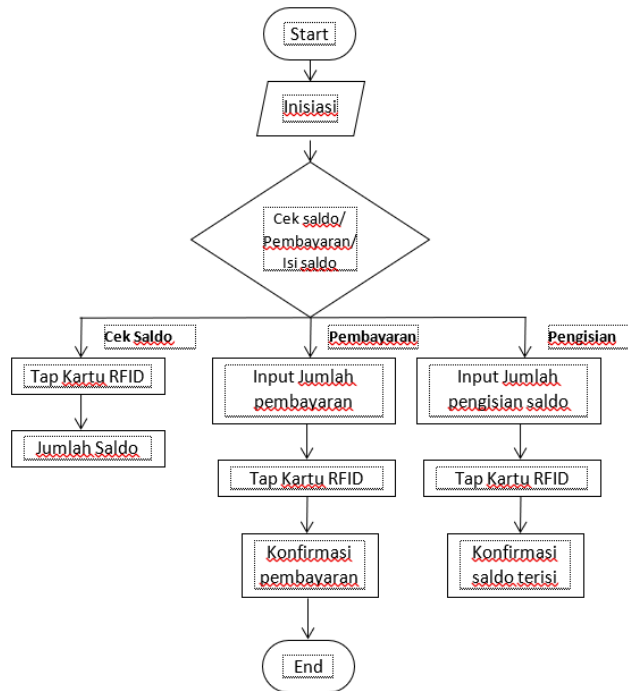 Start
Inisiasi
Cek saldo/
Pembayaran/
Isi saldo
Cek Saldo
Pembayaran
Pengisian
Tap Kartu RFID
Input Jumlah
pembayaran
Input Jumlah
pengisian saldo
Jumlah Saldo
Tap Kartu RFID
Tap Kartu RFID
Konfirmasi
pembayaran
Konfirmasi
saldo terisi
End